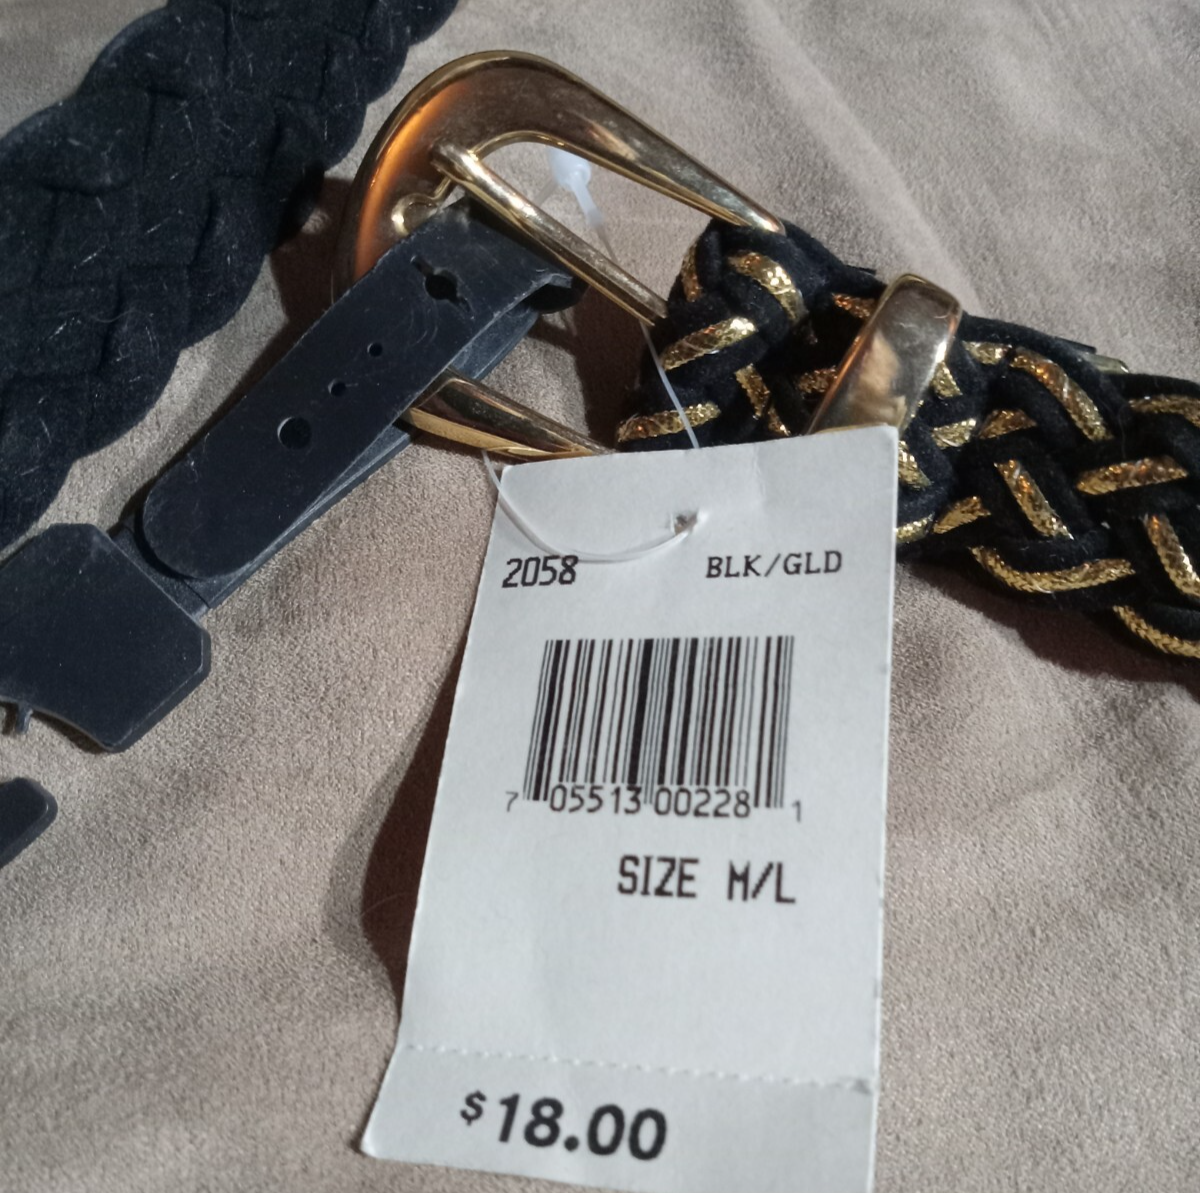 2058 BLK/GLD
7 05513 00228 1
SIZE M/L
$18.00